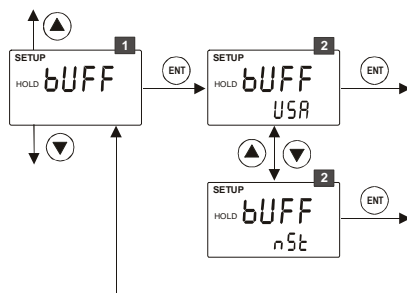 1
SETUP
HOLD bUFF
ENT
2
SETUP
HOLD bUFF
USA
ENT
2
SETUP
HOLD bUFF
nSt
ENT